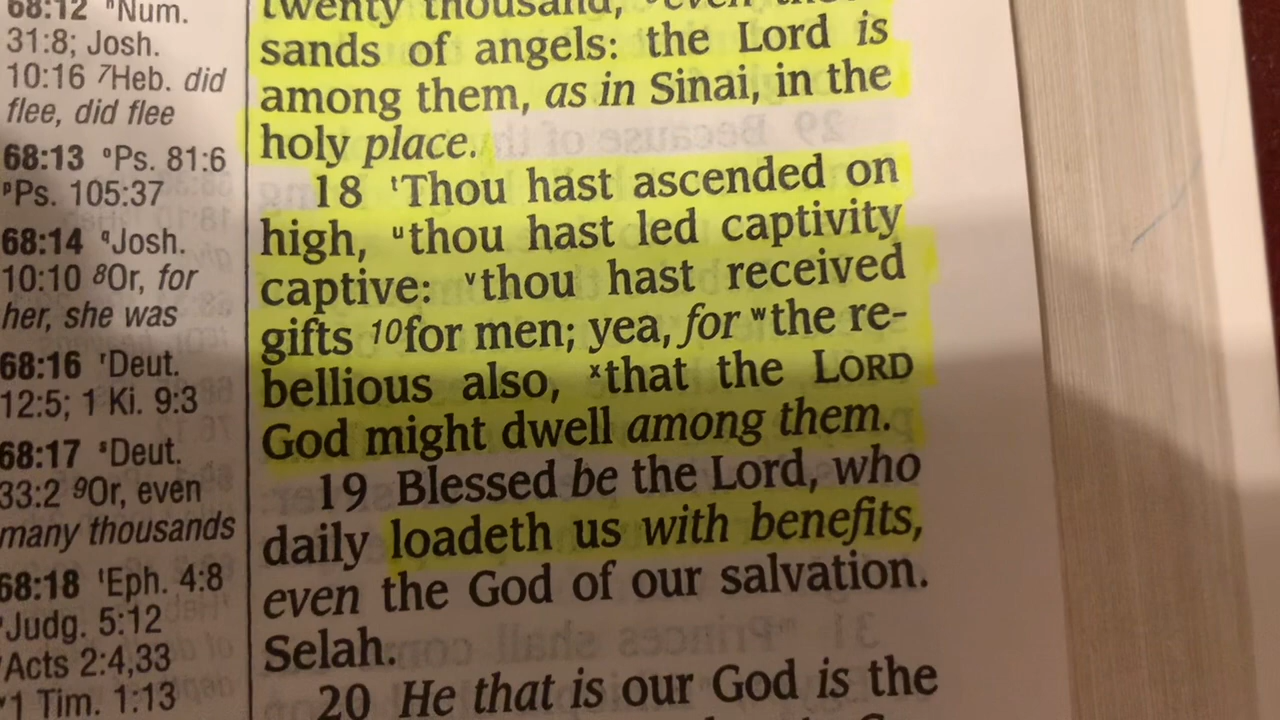 68:12 ⁿNum.
31:8; Josh.
10:16 ⁷Heb. did
flee, did flee
68:13 ᵒPs. 81:6
ᵖPs. 105:37
68:14 ᑫJosh.
10:10 ⁸Or, for
her, she was
68:16 ʳDeut.
12:5; 1 Ki. 9:3
68:17 ˢDeut.
33:2 ⁹Or, even
many thousands
68:18 ᵗEph. 4:8
Judg. 5:12
Acts 2:4,33
1 Tim. 1:13
twenty thousand,
sands of angels: the Lord is
among them, as in Sinai, in the
holy place.
18 ᵗThou hast ascended on
high, ᵘthou hast led captivity
captive: ᵛthou hast received
gifts ¹⁰for men; yea, for ʷthe re-
bellious also, ˣthat the LORD
God might dwell among them.
19 Blessed be the Lord, who
daily loadeth us with benefits,
even the God of our salvation.
Selah.
20 He that is our God is the